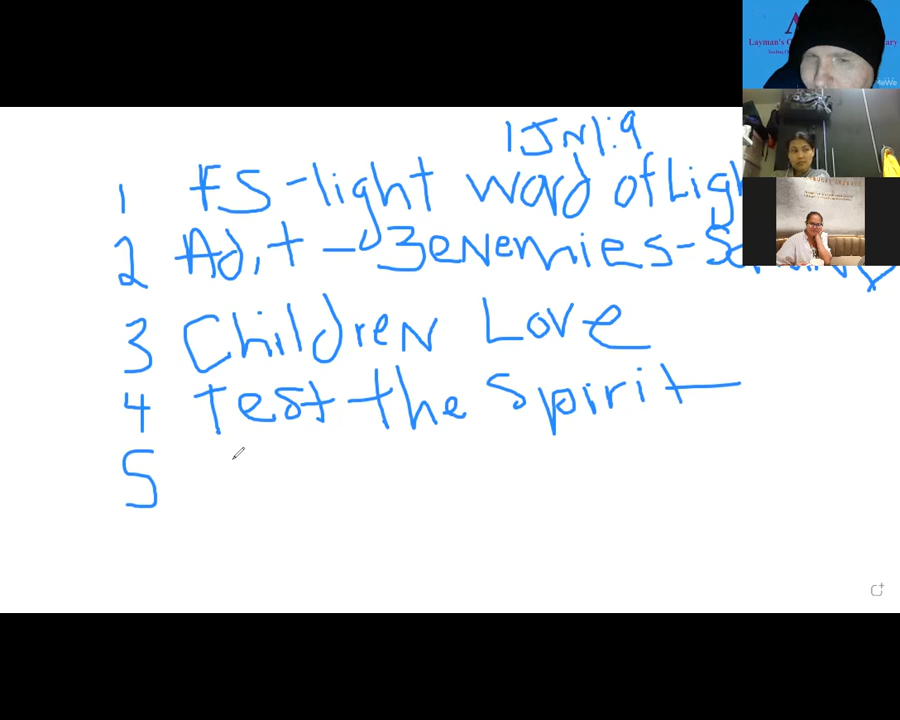 1JN1:9
1 FS-light word of Ligh
2 Ad,t - 3enemies-
3 Children Love
4 Test the Spirit
5
Layman's